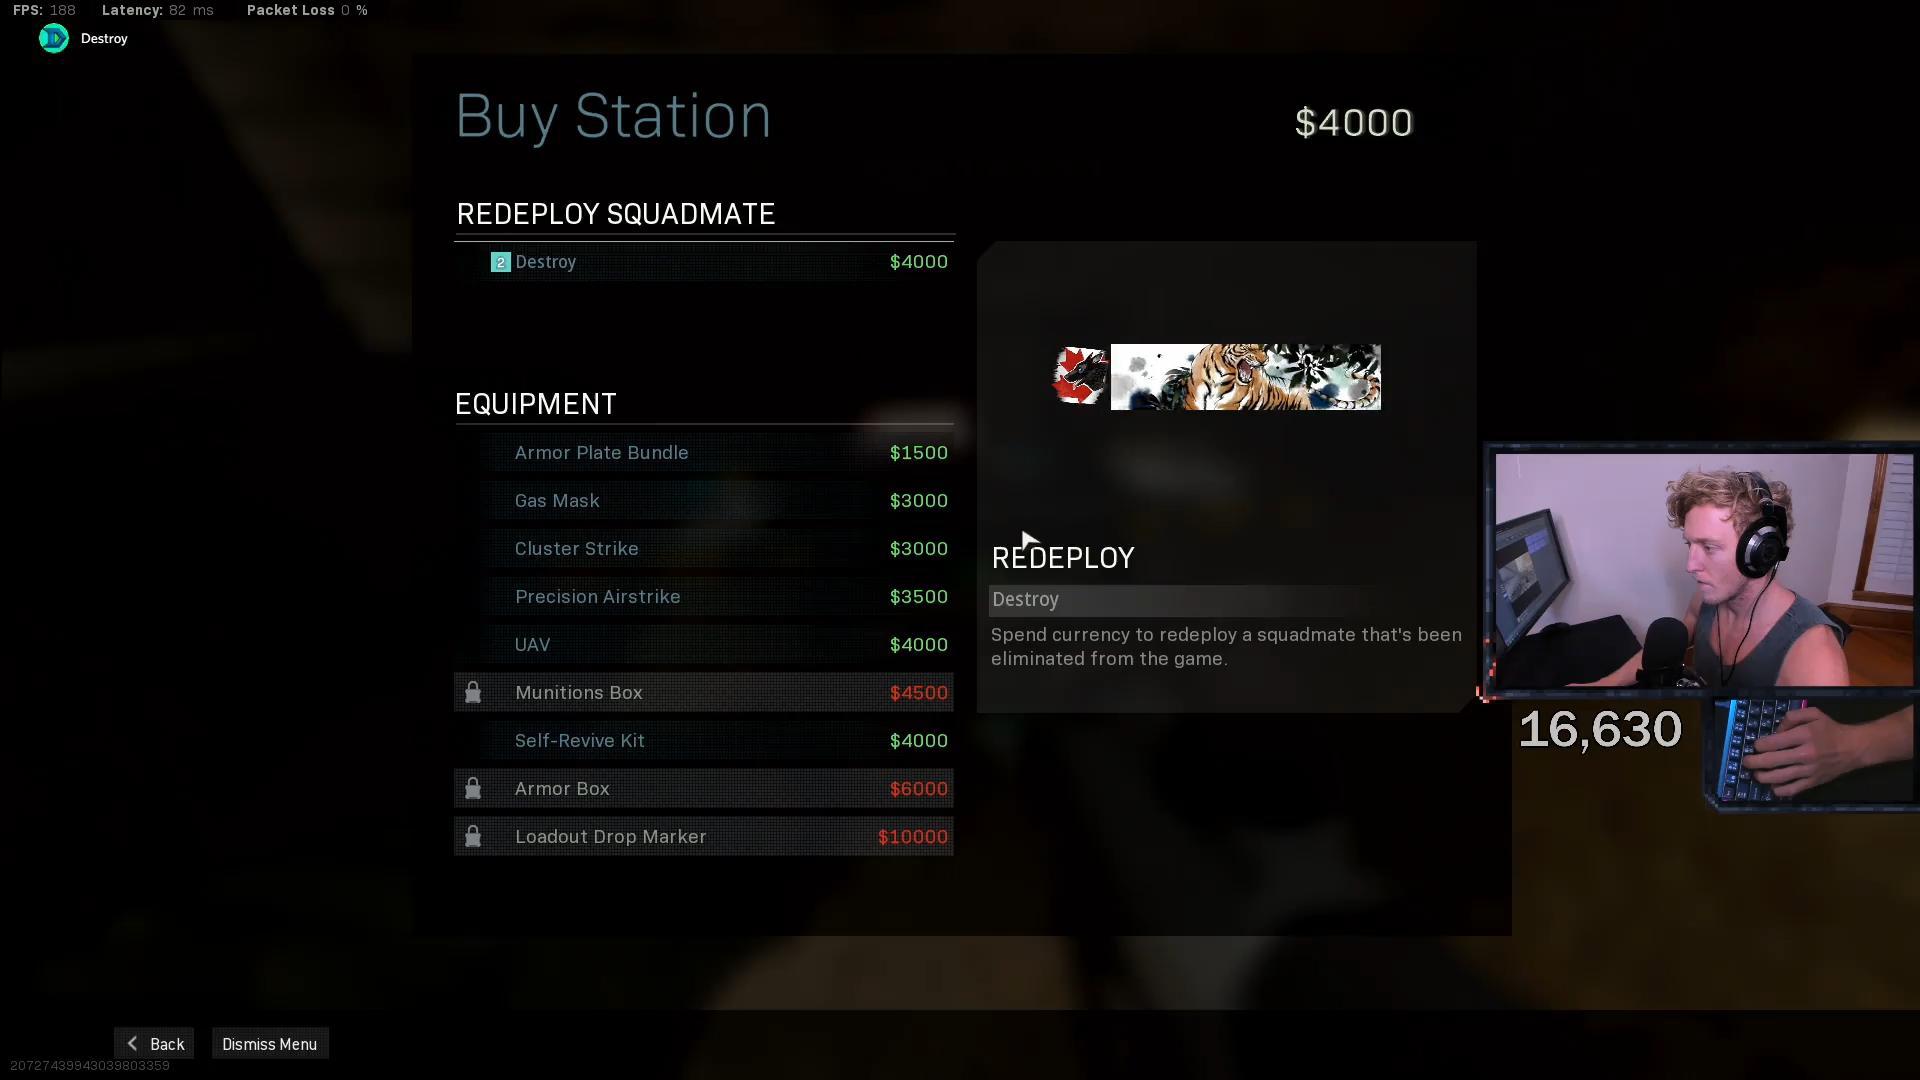 FPS: 188 Latency: 82 ms Packet Loss 0 %
Destroy
Buy Station
$4000
REDEPLOY SQUADMATE
2 Destroy $4000
EQUIPMENT
Armor Plate Bundle $1500
Gas Mask $3000
Cluster Strike $3000
Precision Airstrike $3500
UAV $4000
Munitions Box $4500
Self-Revive Kit $4000
Armor Box $6000
Loadout Drop Marker $10000
REDEPLOY
Destroy
Spend currency to redeploy a squadmate that's been
eliminated from the game.
16,630
Back Dismiss Menu
20727439943039803359